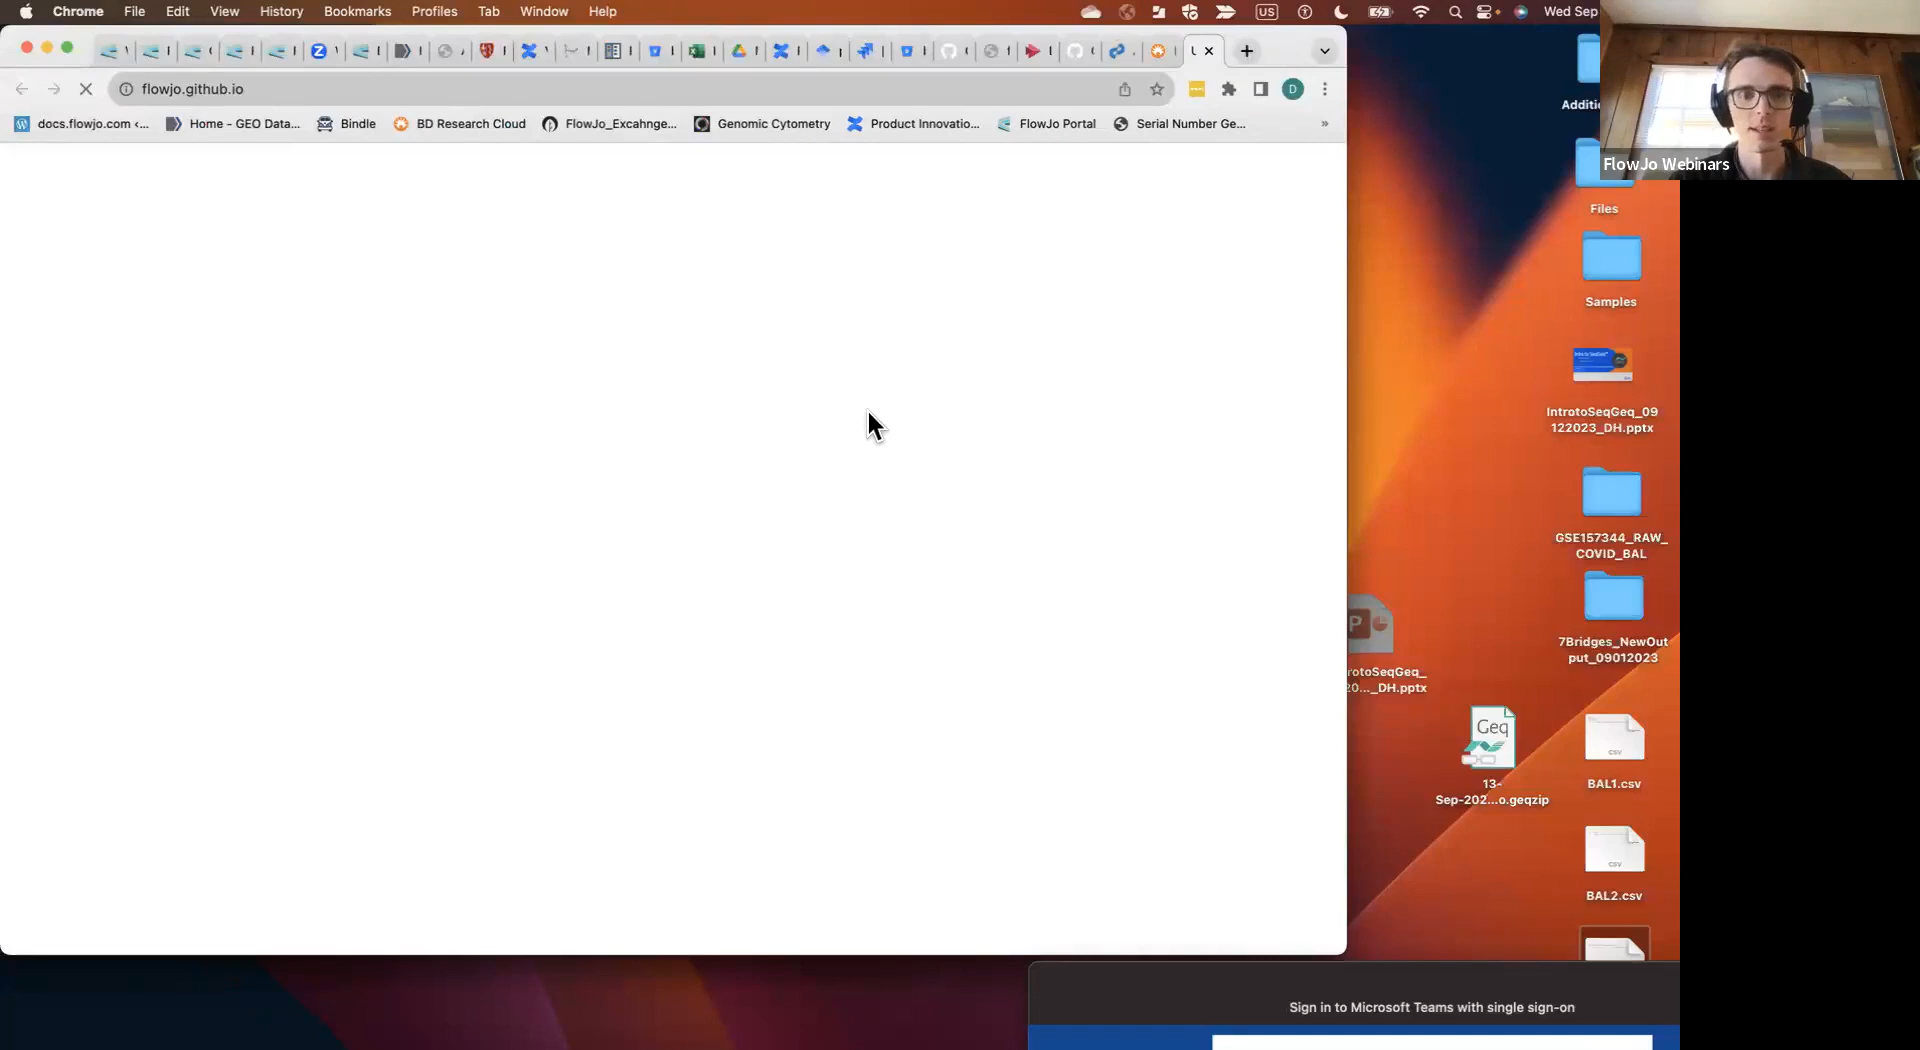 Chrome File Edit View History Bookmarks Profiles Tab Window Help US Wed Sep
flowjo.github.io D
docs.flowjo.com ‹... Home - GEO Data... Bindle BD Research Cloud FlowJo_Excahnge... Genomic Cytometry Product Innovatio... FlowJo Portal Serial Number Ge... »
FlowJo Webinars
Additi
Files
Samples
IntrotoSeqGeq_09
122023_DH.pptx
GSE157344_RAW_
COVID_BAL
7Bridges_NewOut
put_09012023
P
rotoSeqGeq_
20..._DH.pptx
Geq
13-
Sep-202...o.geqzip
CSV
BAL1.csv
CSV
BAL2.csv
Sign in to Microsoft Teams with single sign-on